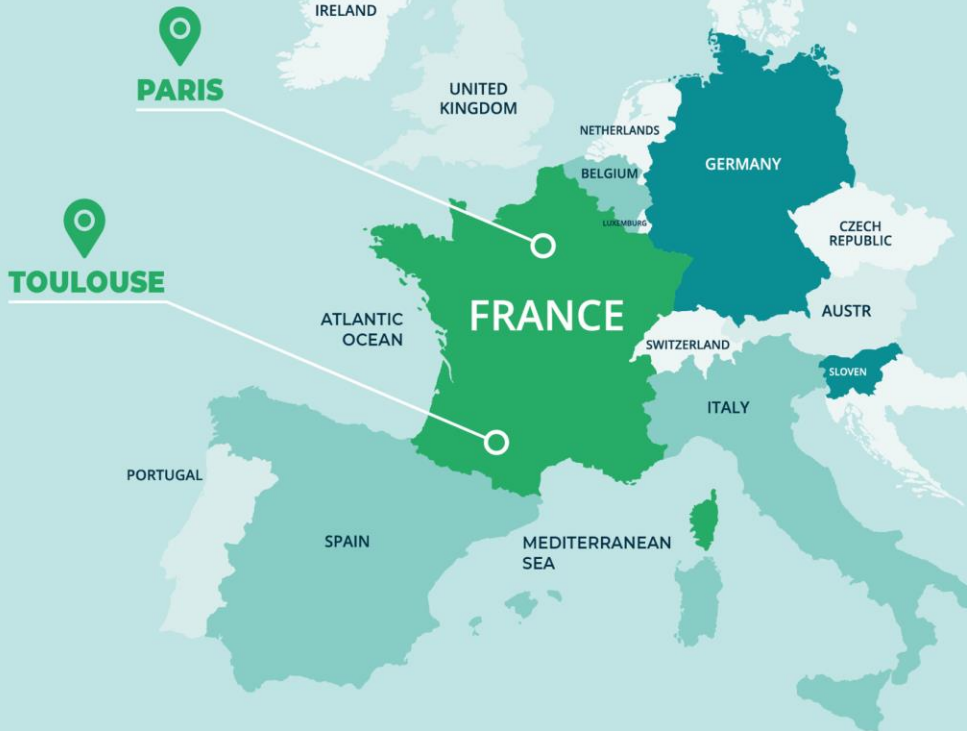 IRELAND
PARIS
UNITED
KINGDOM
NETHERLANDS
BELGIUM
GERMANY
LUXEMBURG
CZECH
REPUBLIC
TOULOUSE
FRANCE
ATLANTIC
OCEAN
AUSTR
SWITZERLAND
SLOVEN
ITALY
PORTUGAL
SPAIN
MEDITERRANEAN
SEA